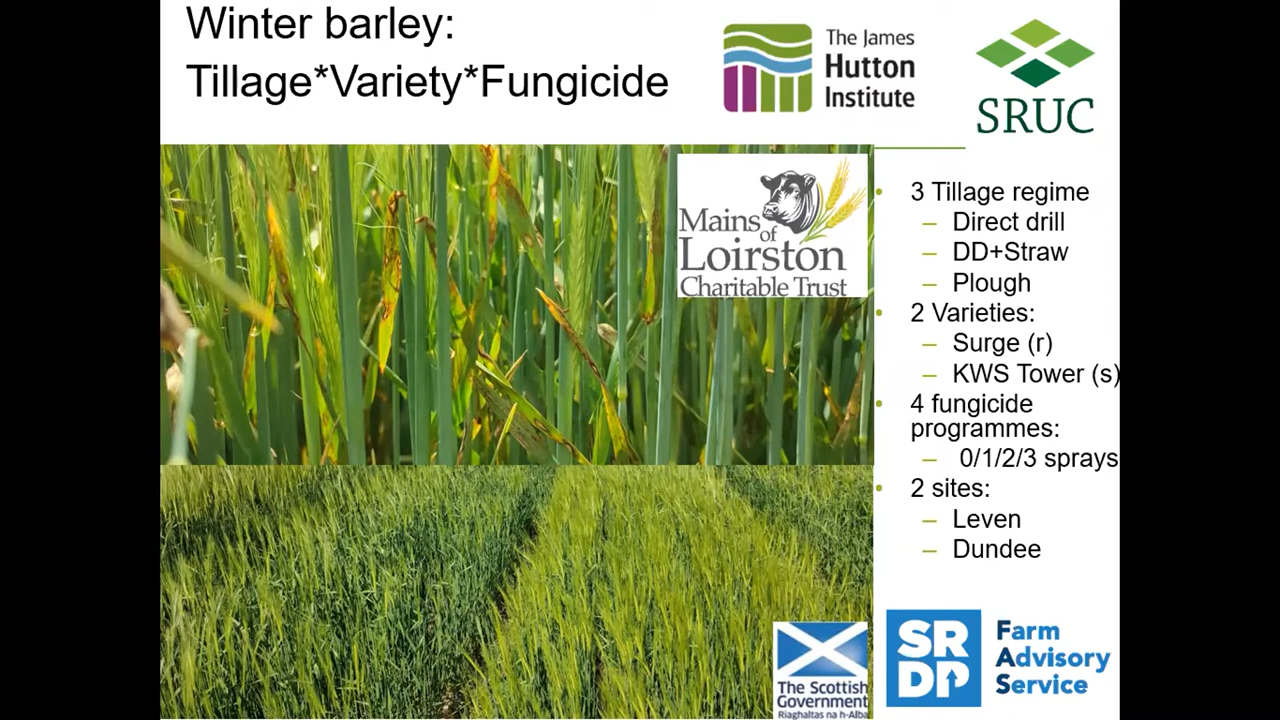 Winter barley:
Tillage*Variety*Fungicide
The James
Hutton
Institute
SRUC
Mains
of
Loirston
Charitable Trust
• 3 Tillage regime
– Direct drill
– DD+Straw
– Plough
• 2 Varieties:
– Surge (r)
– KWS Tower (s)
• 4 fungicide
programmes:
– 0/1/2/3 sprays
• 2 sites:
– Leven
– Dundee
The Scottish
Government
Riaghaltas na h-Alba
SR
DP
Farm
Advisory
Service